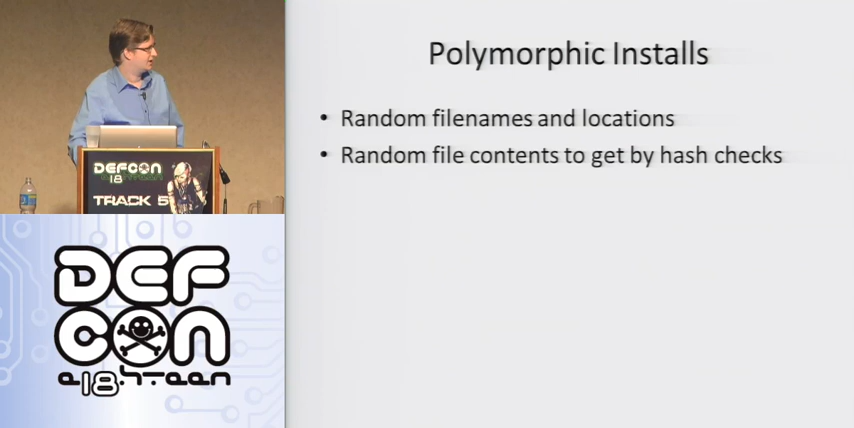 DEFCON
18
TRACK 5
DEF
CON
e18hteen
Polymorphic Installs
• Random filenames and locations
• Random file contents to get by hash checks